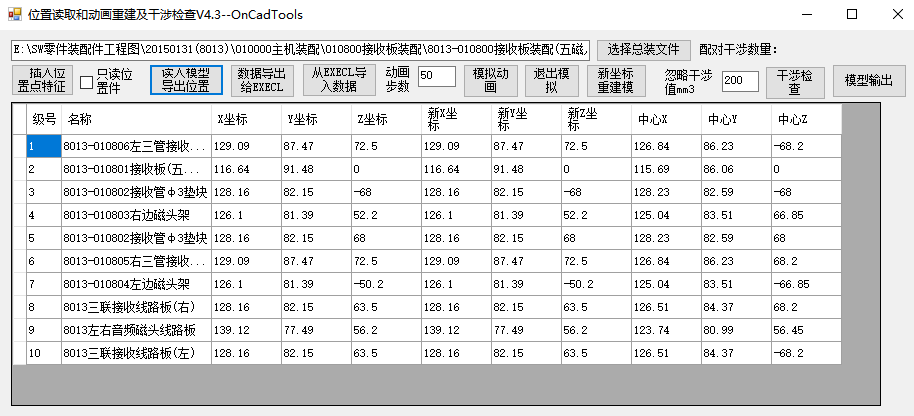 位置读取和动画重建及干涉检查V4.3--OnCadTools
E:\SW零件装配件工程图\20150131(8013)\010000主机装配\010800接收板装配\8013-010800接收板装配(五磁, 选择总装文件 配对干涉数量:
插入位置点特征 只读位置件 读入模型导出位置 数据导出给EXECL 从EXECL导入数据 动画步数 50 模拟动画 退出模拟 新坐标重建模 忽略干涉值mm3 200 干涉检查 模型输出
级号 名称 X坐标 Y坐标 Z坐标 新X坐标 新Y坐标 新Z坐标 中心X 中心Y 中心Z
1 8013-010806左三管接收... 129.09 87.47 72.5 129.09 87.47 72.5 126.84 86.23 -68.2
2 8013-010801接收板(五... 116.64 91.48 0 116.64 91.48 0 115.69 86.06 0
3 8013-010802接收管φ3垫块 128.16 82.15 -68 128.16 82.15 -68 128.23 82.59 -68
4 8013-010803右边磁头架 126.1 81.39 52.2 126.1 81.39 52.2 125.04 83.51 66.85
5 8013-010802接收管φ3垫块 128.16 82.15 68 128.16 82.15 68 128.23 82.59 68
6 8013-010805右三管接收... 129.09 87.47 72.5 129.09 87.47 72.5 126.84 86.23 68.2
7 8013-010804左边磁头架 126.1 81.39 -50.2 126.1 81.39 -50.2 125.04 83.51 -66.85
8 8013三联接收线路板(右) 128.16 82.15 63.5 128.16 82.15 63.5 126.51 84.37 68.2
9 8013左右音频磁头线路板 139.12 77.49 56.2 139.12 77.49 56.2 123.74 80.99 56.45
10 8013三联接收线路板(左) 128.16 82.15 63.5 128.16 82.15 63.5 126.51 84.37 -68.2